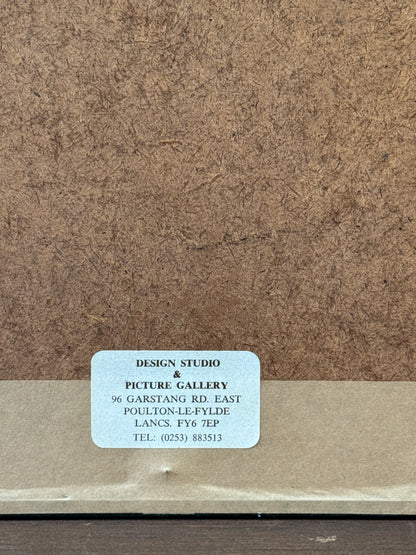 DESIGN STUDIO
&
PICTURE GALLERY
96 GARSTANG RD. EAST
POULTON-LE-FYLDE
LANCS. FY6 7EP
TEL: (0253) 883513